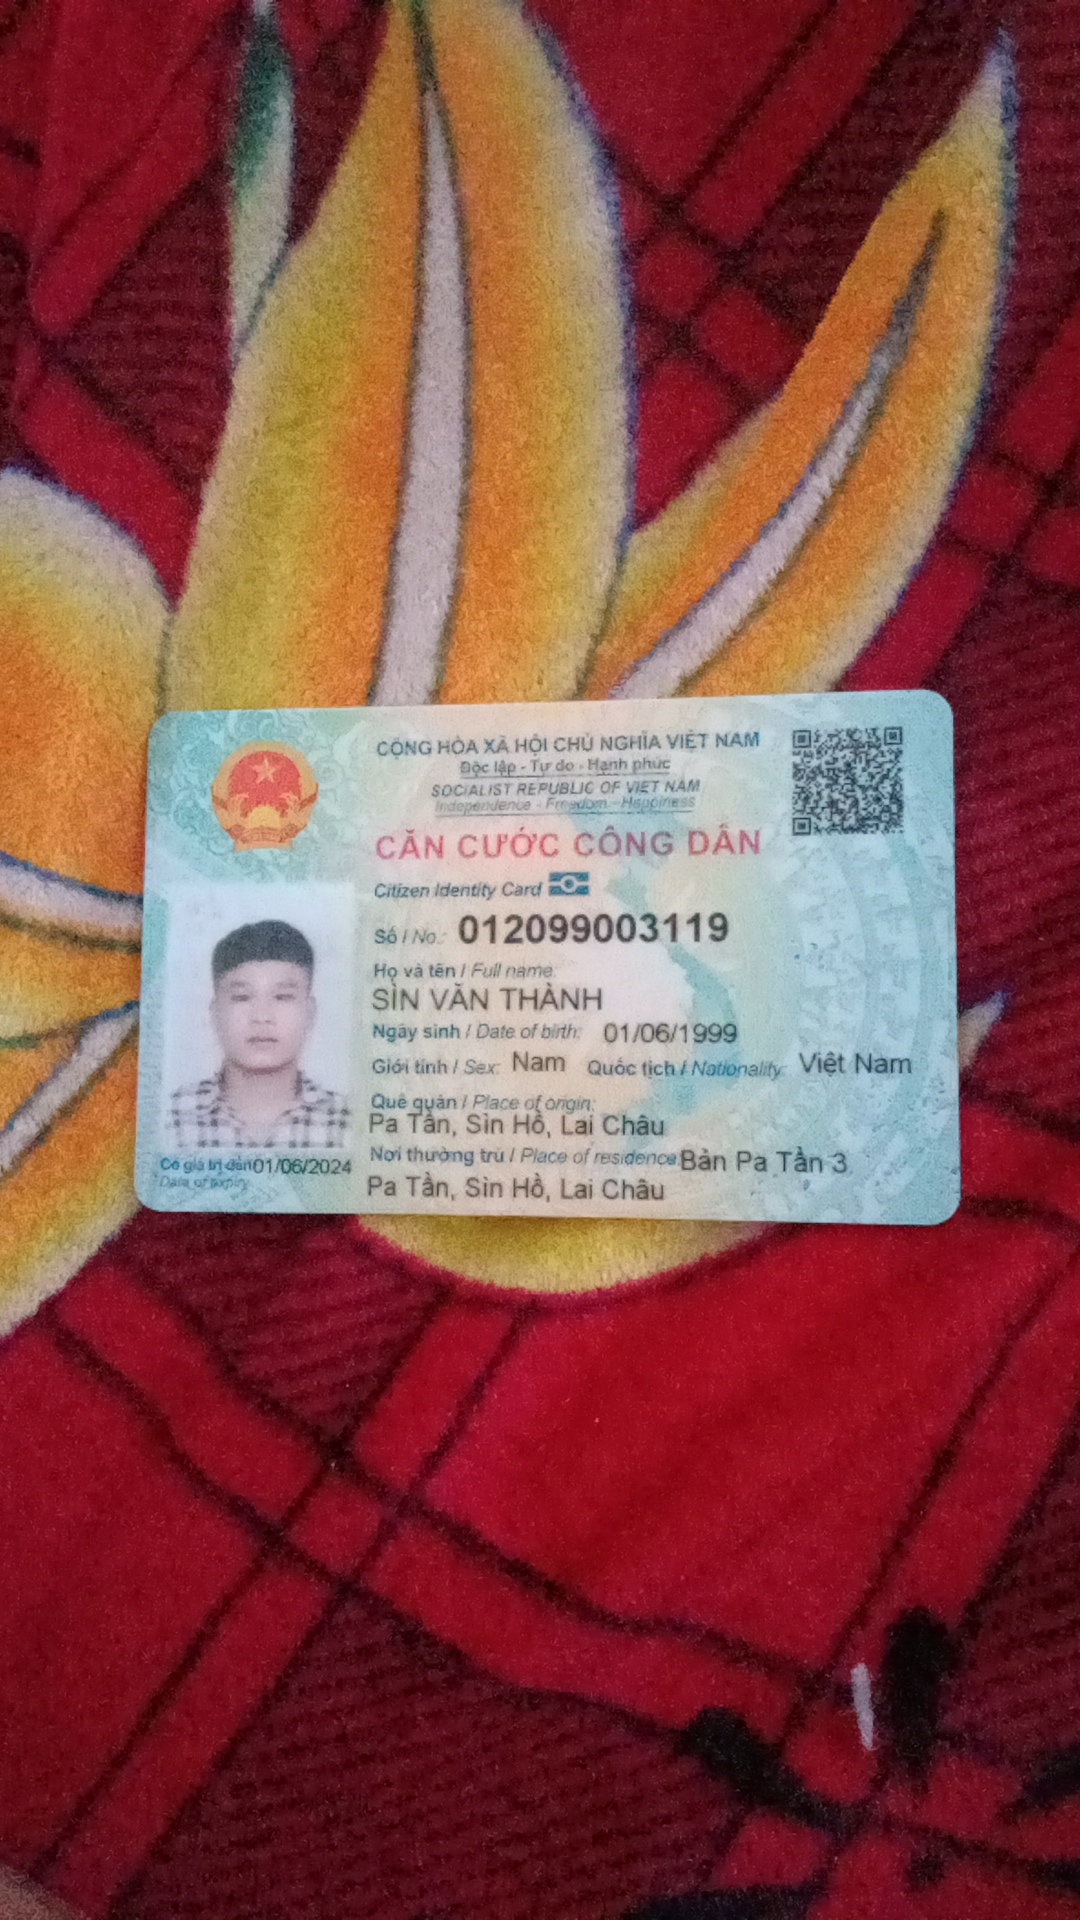 CỘNG HÒA XÃ HỘI CHỦ NGHĨA VIỆT NAM
Độc lập - Tự do - Hạnh phúc
SOCIALIST REPUBLIC OF VIET NAM
Independence - Freedom - Happiness
CĂN CƯỚC CÔNG DÂN
Citizen Identity Card
Số / No.: 012099003119
Họ và tên / Full name:
SÌN VĂN THÀNH
Ngày sinh / Date of birth: 01/06/1999
Giới tính / Sex: Nam Quốc tịch / Nationality: Việt Nam
Quê quán / Place of origin:
Pa Tần, Sìn Hồ, Lai Châu
Nơi thường trú / Place of residence: Bản Pa Tần 3
Pa Tần, Sìn Hồ, Lai Châu
Có giá trị đến: 01/06/2024
Date of expiry